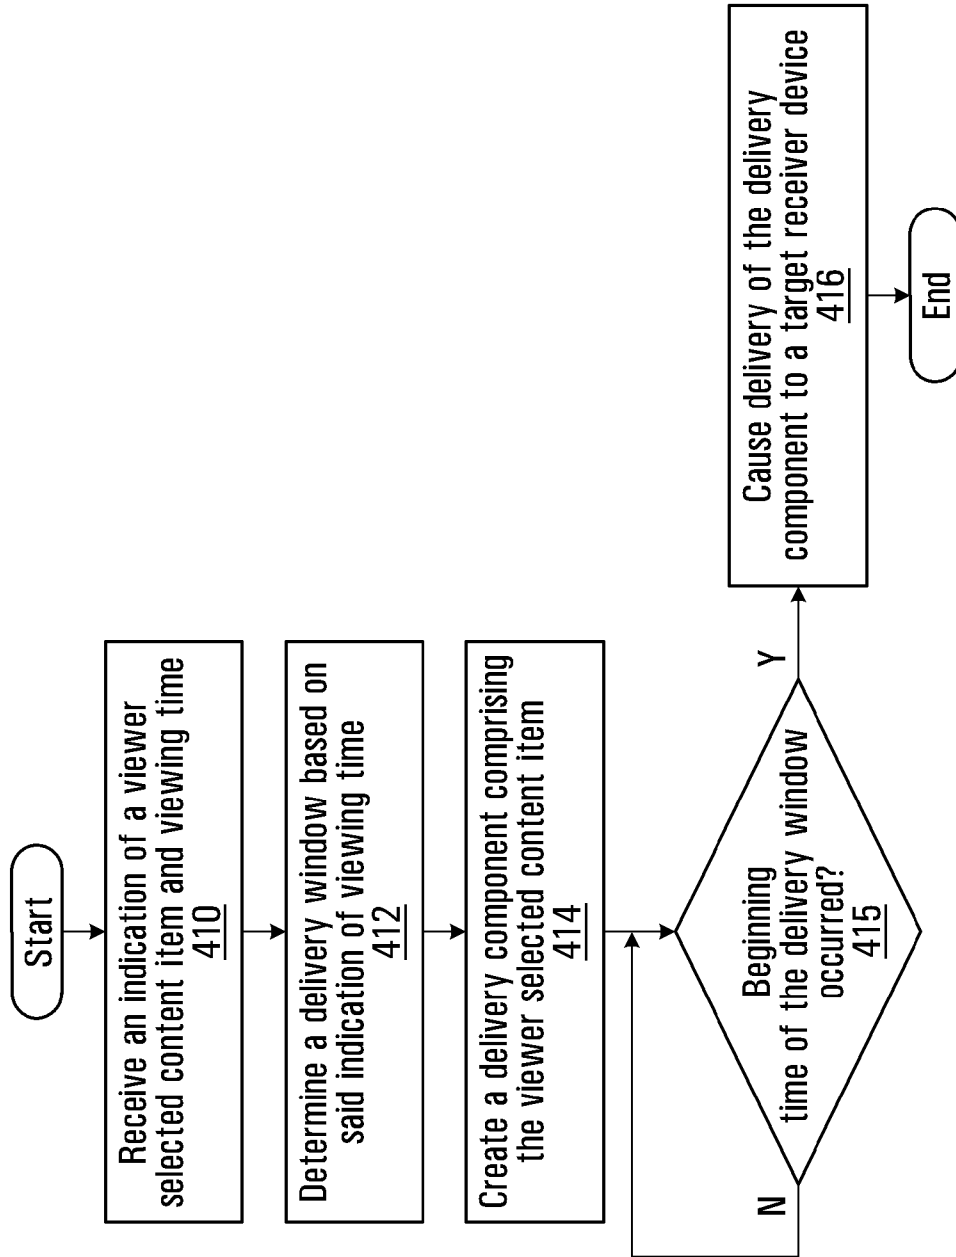 Start
Receive an indication of a viewer
selected content item and viewing time
410
Determine a delivery window based on
said indication of viewing time
412
Create a delivery component comprising
the viewer selected content item
414
Beginning
time of the delivery window
occurred?
415
N
Y
Cause delivery of the delivery
component to a target receiver device
416
End